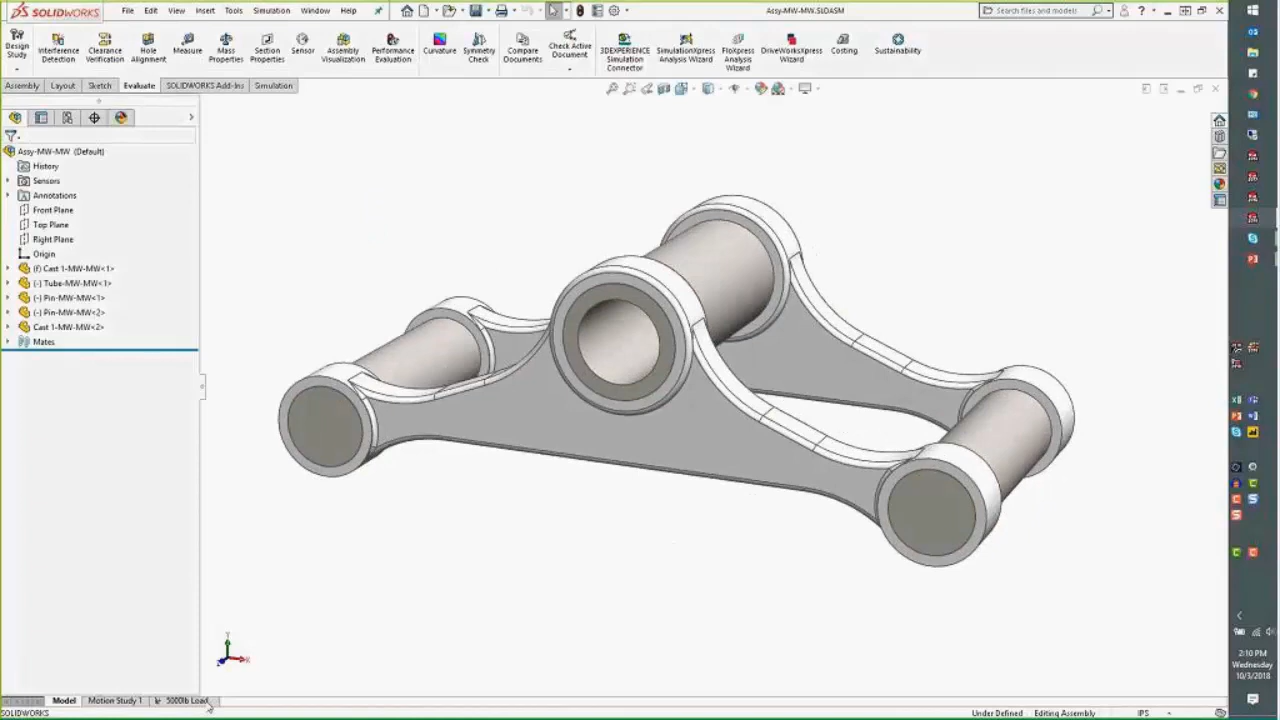 SOLIDWORKS File Edit View Insert Tools Simulation Window Help Assy-MW-MW.SLDASM Search files and models
Design Study Interference Detection Clearance Verification Hole Alignment Measure Mass Properties Section Properties Sensor Assembly Visualization Performance Evaluation Curvature Symmetry Check Compare Documents Check Active Document 3DEXPERIENCE Simulation Connector SimulationXpress Analysis Wizard FloXpress Analysis Wizard DriveWorksXpress Wizard Costing Sustainability
Assembly Layout Sketch Evaluate SOLIDWORKS Add-Ins Simulation
Assy-MW-MW (Default)
History
Sensors
Annotations
Front Plane
Top Plane
Right Plane
Origin
(f) Cast 1-MW-MW<1>
(-) Tube-MW-MW<1>
(-) Pin-MW-MW<1>
(-) Pin-MW-MW<2>
Cast 1-MW-MW<2>
Mates
Y
X
Z
Model Motion Study 1 5000lb Load
SOLIDWORKS Under Defined Editing Assembly IPS
2:10 PM
Wednesday
10/3/2018